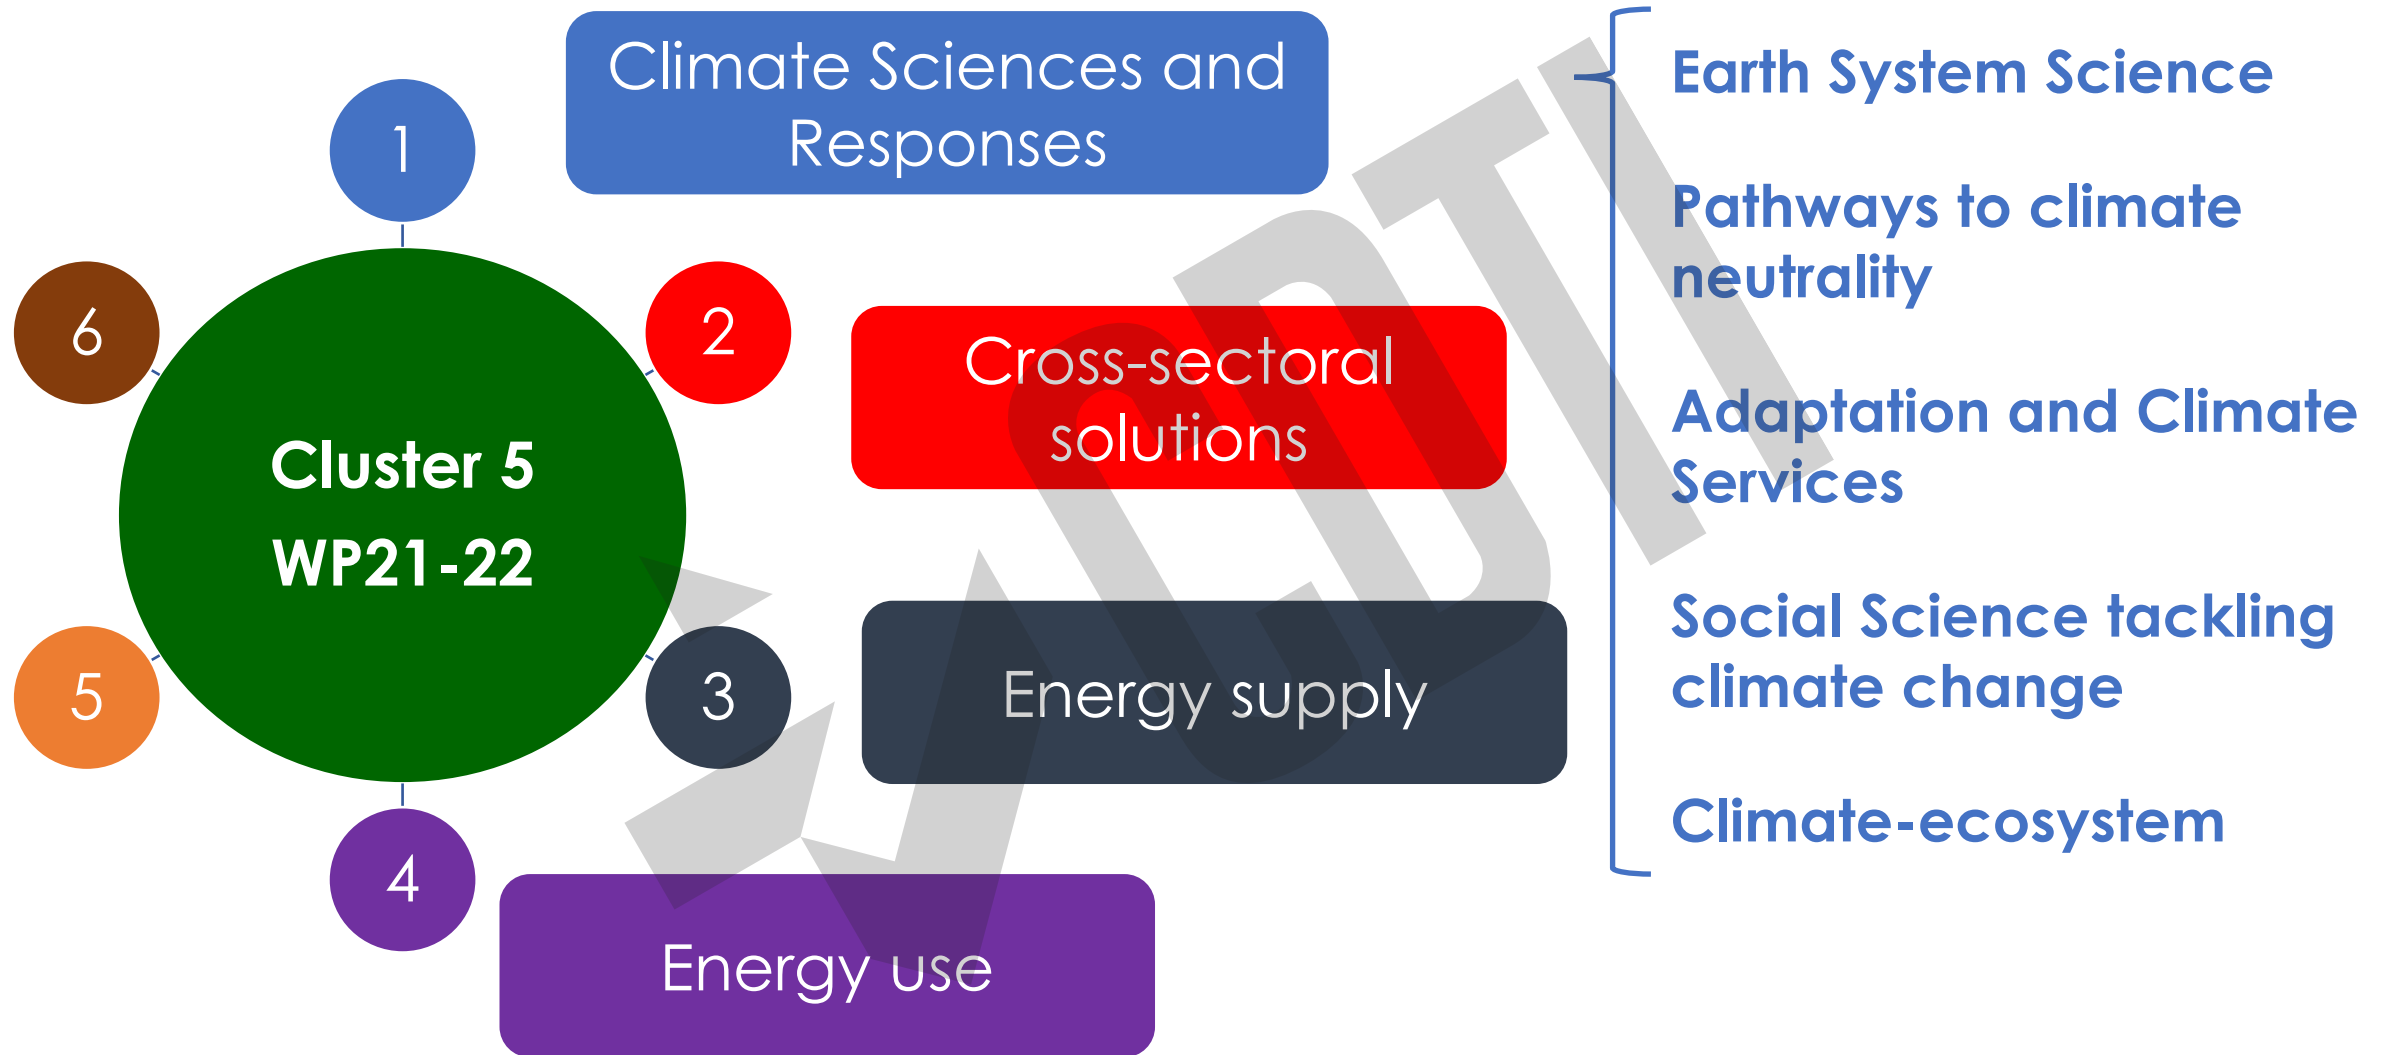 Climate Sciences and
Responses
1
6
2
Cross-sectoral
solutions
Cluster 5
WP21-22
5
3
Energy supply
4
Energy use
Earth System Science
Pathways to climate
neutrality
Adaptation and Climate
Services
Social Science tackling
climate change
Climate-ecosystem
CDTI